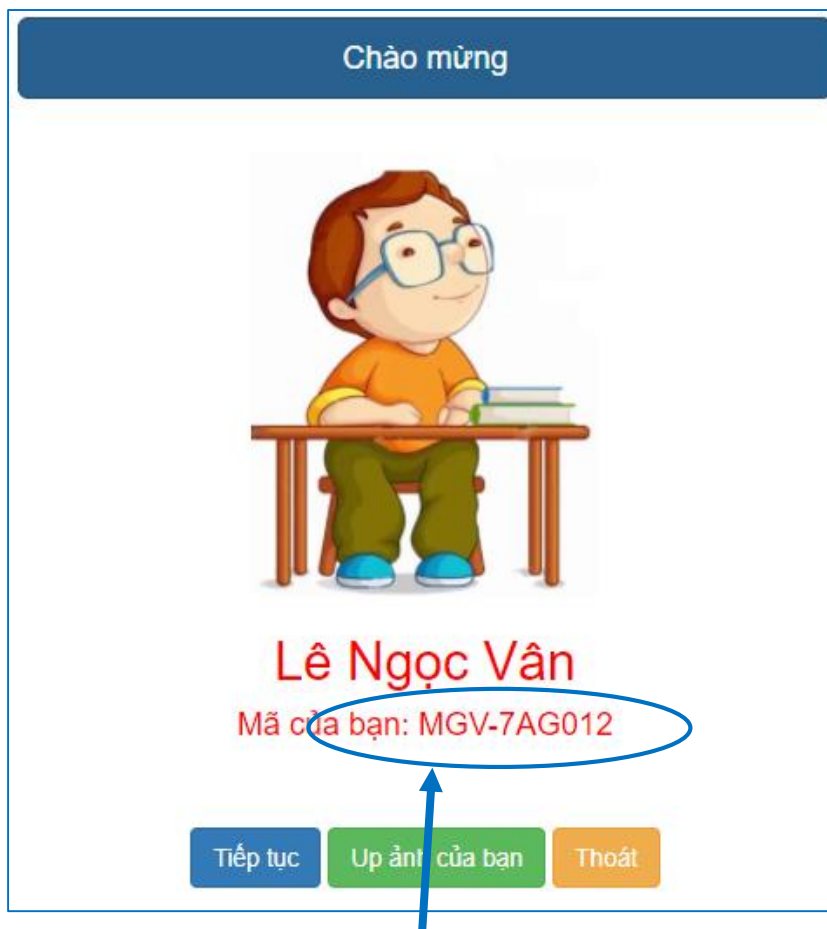 Chào mừng
Lê Ngọc Vân
Mã của bạn: MGV-7AG012
Tiếp tục
Up ảnh của bạn
Thoát